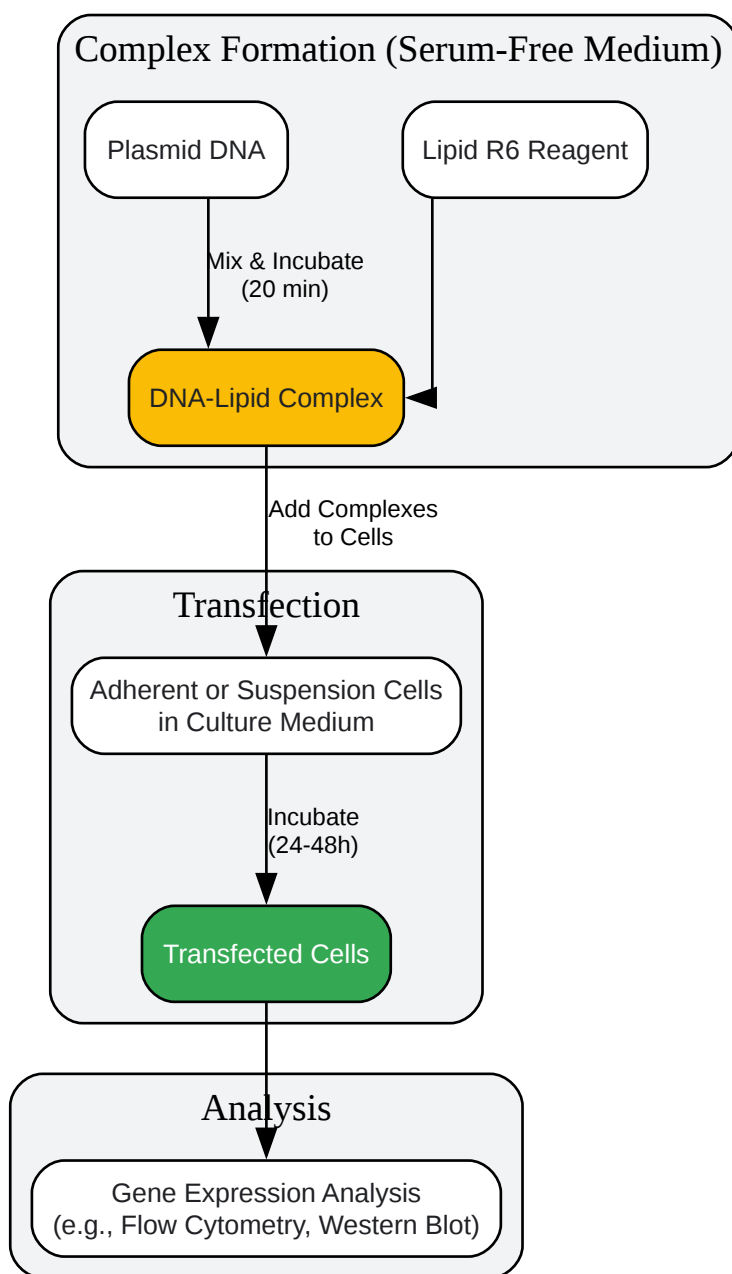 Complex Formation (Serum-Free Medium)
Plasmid DNA
Lipid R6 Reagent
Mix & Incubate
(20 min)
DNA-Lipid Complex
Add Complexes
to Cells
Transfection
Adherent or Suspension Cells
in Culture Medium
Incubate
(24-48h)
Transfected Cells
Analysis
Gene Expression Analysis
(e.g., Flow Cytometry, Western Blot)